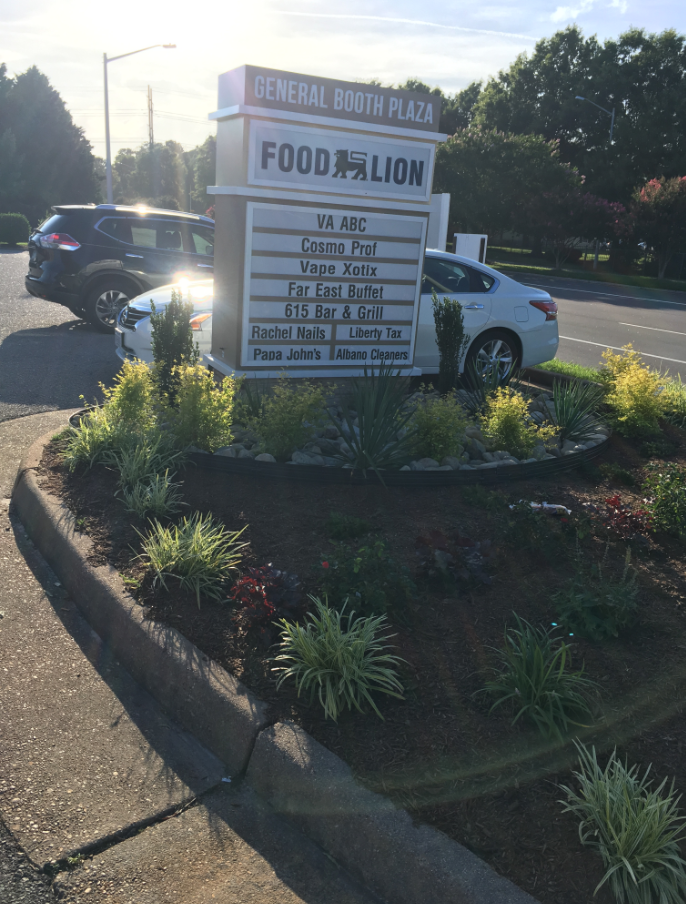 GENERAL BOOTH PLAZA
FOOD LION
VA ABC
Cosmo Prof
Vape Xotix
Far East Buffet
615 Bar & Grill
Rachel Nails Liberty Tax
Papa John's Albano Cleaners